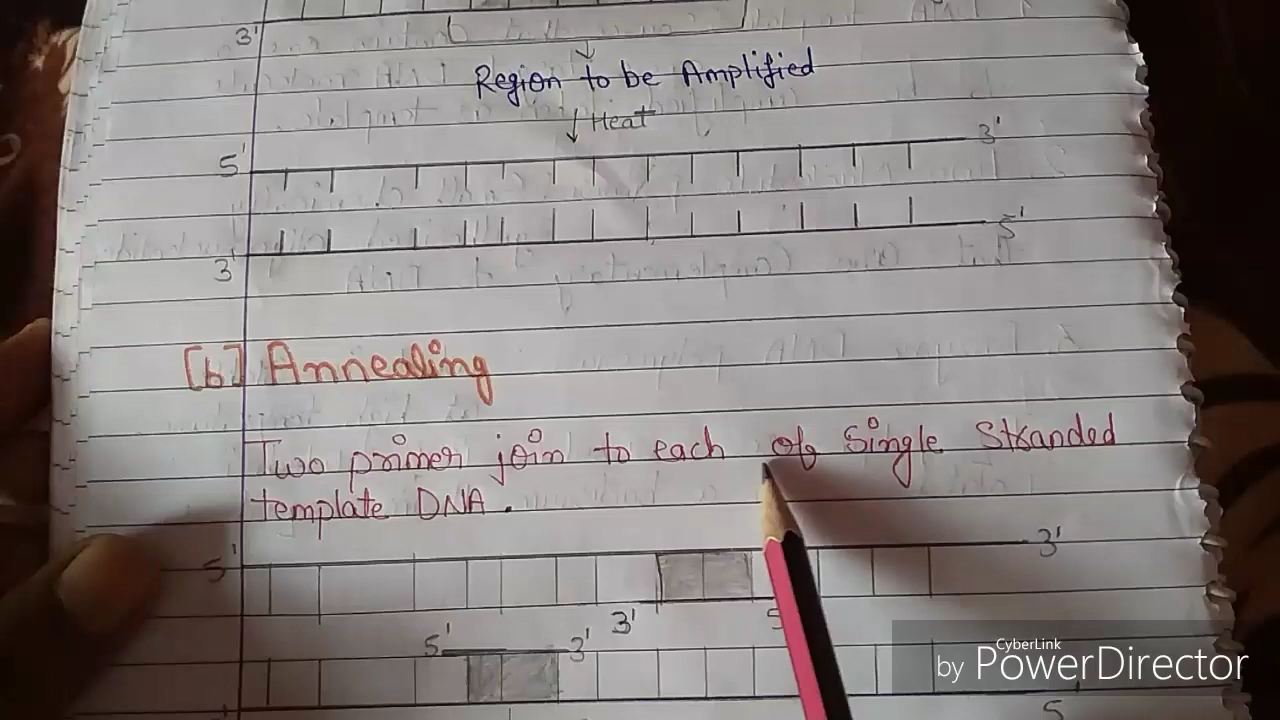 3'
Region to be Amplified
Heat
5' 3'
3' 5'
[b] Annealing
Two primer join to each of Single Stranded
template DNA.
5' 3'
3' 5
5' 3'
5'
CyberLink
by PowerDirector